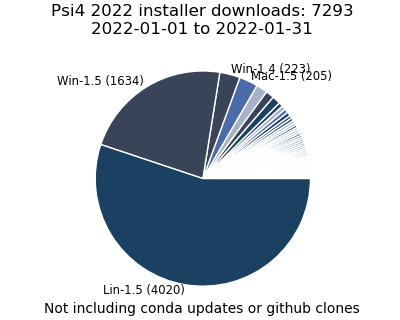 Psi4 2022 installer downloads: 7293
2022-01-01 to 2022-01-31
Win-1.4 (223)
Mac-1.5 (205)
Win-1.5 (1634)
Lin-1.5 (4020)
Not including conda updates or github clones